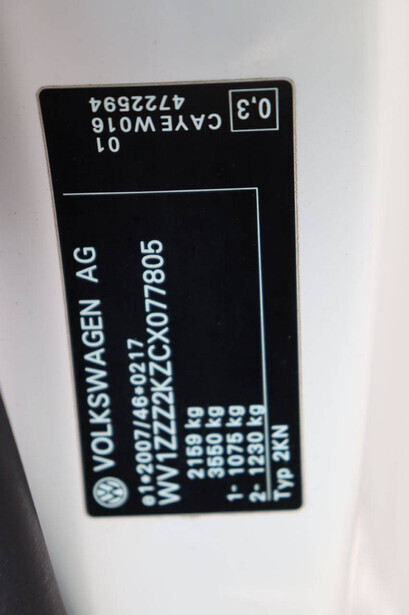 VOLKSWAGEN AG
e1*2007/46*0217
WV1ZZZ2KZCX077805
2159 kg
3550 kg
1- 1075 kg
2- 1230 kg
Typ 2KN
01
CAYE W016
4722594
0,3